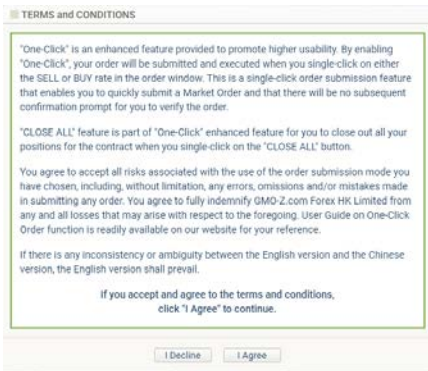 TERMS and CONDITIONS
"One-Click" is an enhanced feature provided to promote higher usability. By enabling
"One-Click", your order will be submitted and executed when you single-click on either
the SELL or BUY rate in the order window. This is a single-click order submission feature
that enables you to quickly submit a Market Order and that there will be no subsequent
confirmation prompt for you to verify the order.
"CLOSE ALL" feature is part of "One-Click" enhanced feature for you to close out all your
positions for the contract when you single-click on the "CLOSE ALL" button.
You agree to accept all risks associated with the use of the order submission mode you
have chosen, including, without limitation, any errors, omissions and/or mistakes made
in submitting any order. You agree to fully indemnify GMO-Z.com Forex HK Limited from
any and all losses that may arise with respect to the foregoing. User Guide on One-Click
Order function is readily available on our website for your reference.
If there is any inconsistency or ambiguity between the English version and the Chinese
version, the English version shall prevail.
If you accept and agree to the terms and conditions,
click "I Agree" to continue.
I Decline I Agree